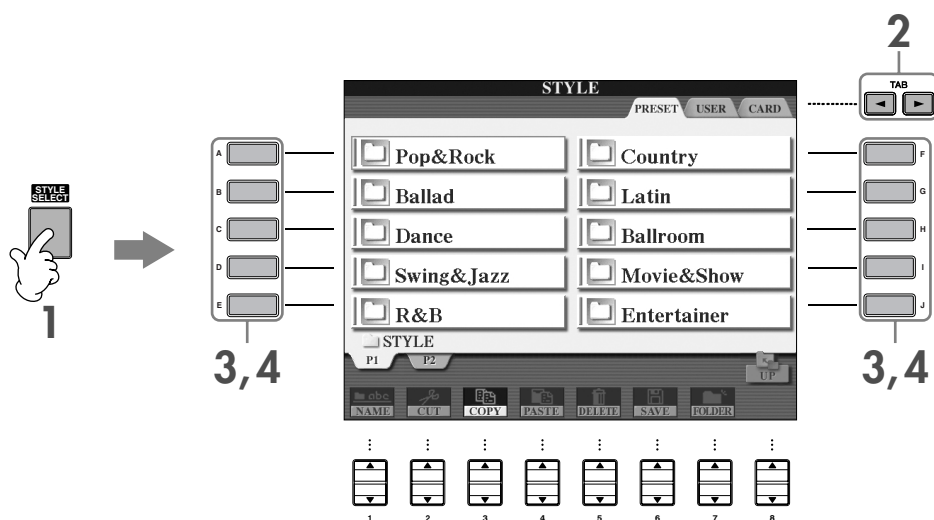 2
TAB
STYLE
PRESET USER CARD
A Pop&Rock Country F
B Ballad Latin G
STYLE
SELECT
C Dance Ballroom H
D Swing&Jazz Movie&Show I
E R&B Entertainer J
1
STYLE
P1 P2
UP
3,4 3,4
abc
NAME CUT COPY PASTE DELETE SAVE FOLDER
1 2 3 4 5 6 7 8